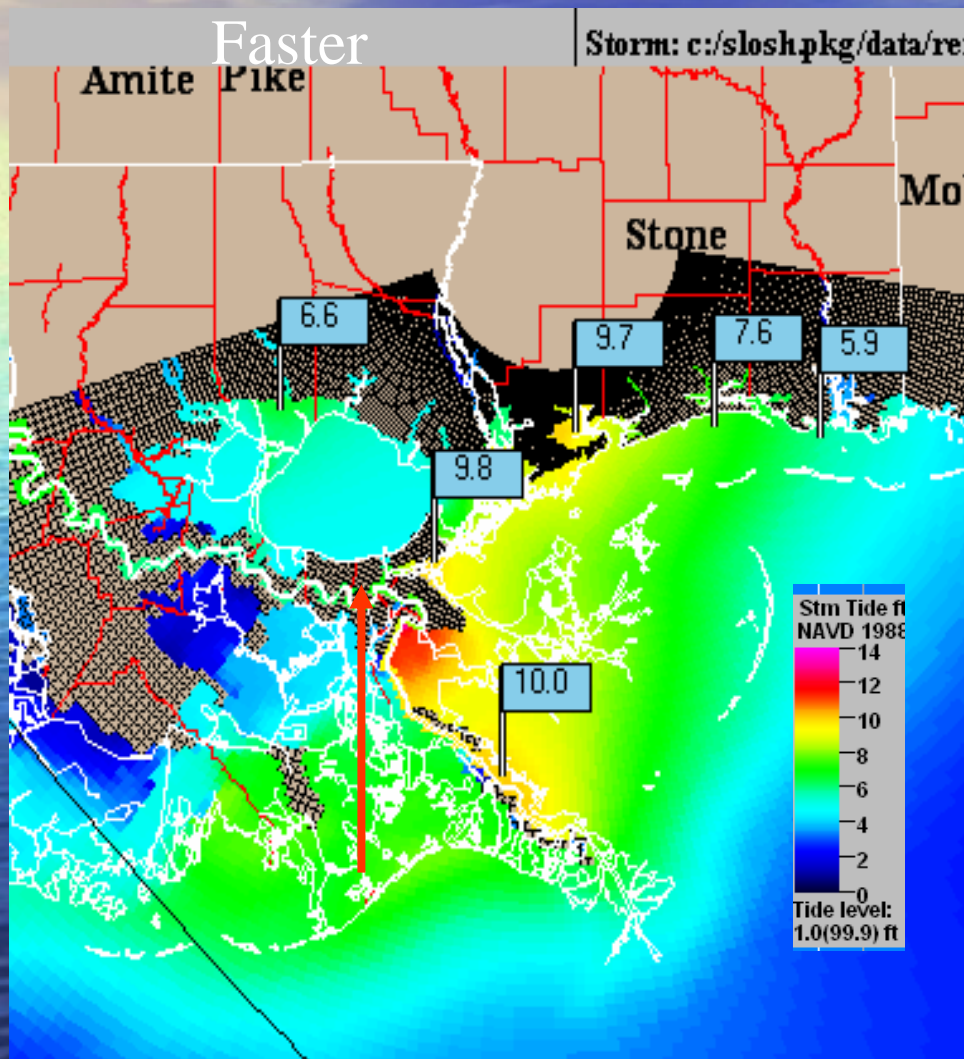 Faster
Storm: c:/slosh.pkg/data/re
Amite Pike
Mo
Stone
6.6
9.7
7.6
5.9
9.8
10.0
Stm Tide ft
NAVD 1988
14
12
10
8
6
4
2
0
Tide level:
1.0(99.9) ft